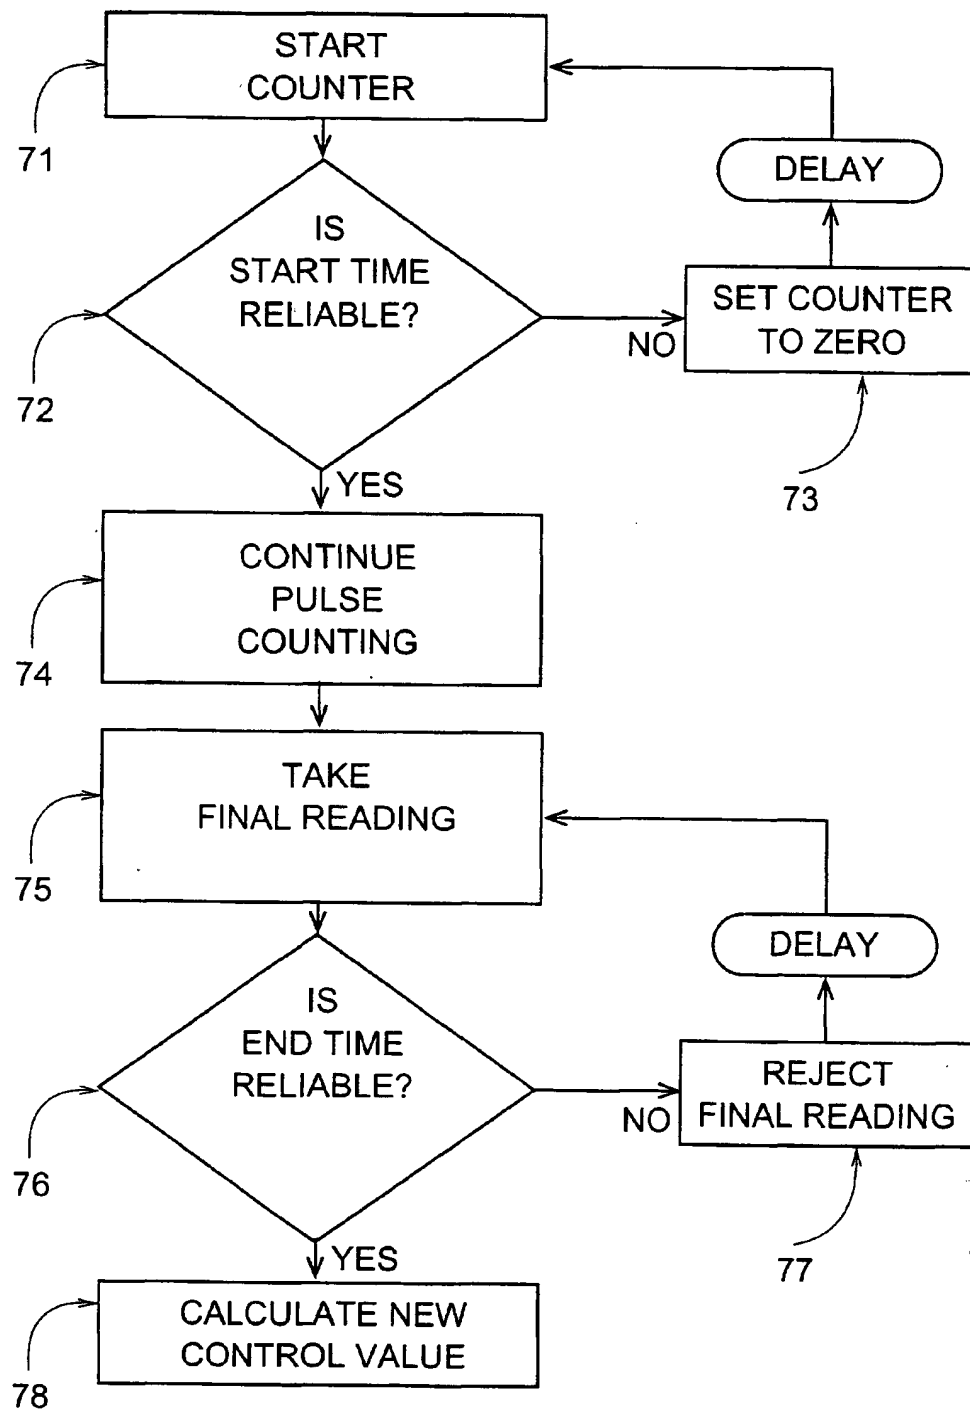 START
COUNTER
71
DELAY
IS
START TIME
RELIABLE?
72
NO
SET COUNTER
TO ZERO
73
YES
CONTINUE
PULSE
COUNTING
74
TAKE
FINAL READING
75
DELAY
IS
END TIME
RELIABLE?
76
NO
REJECT
FINAL READING
77
YES
CALCULATE NEW
CONTROL VALUE
78